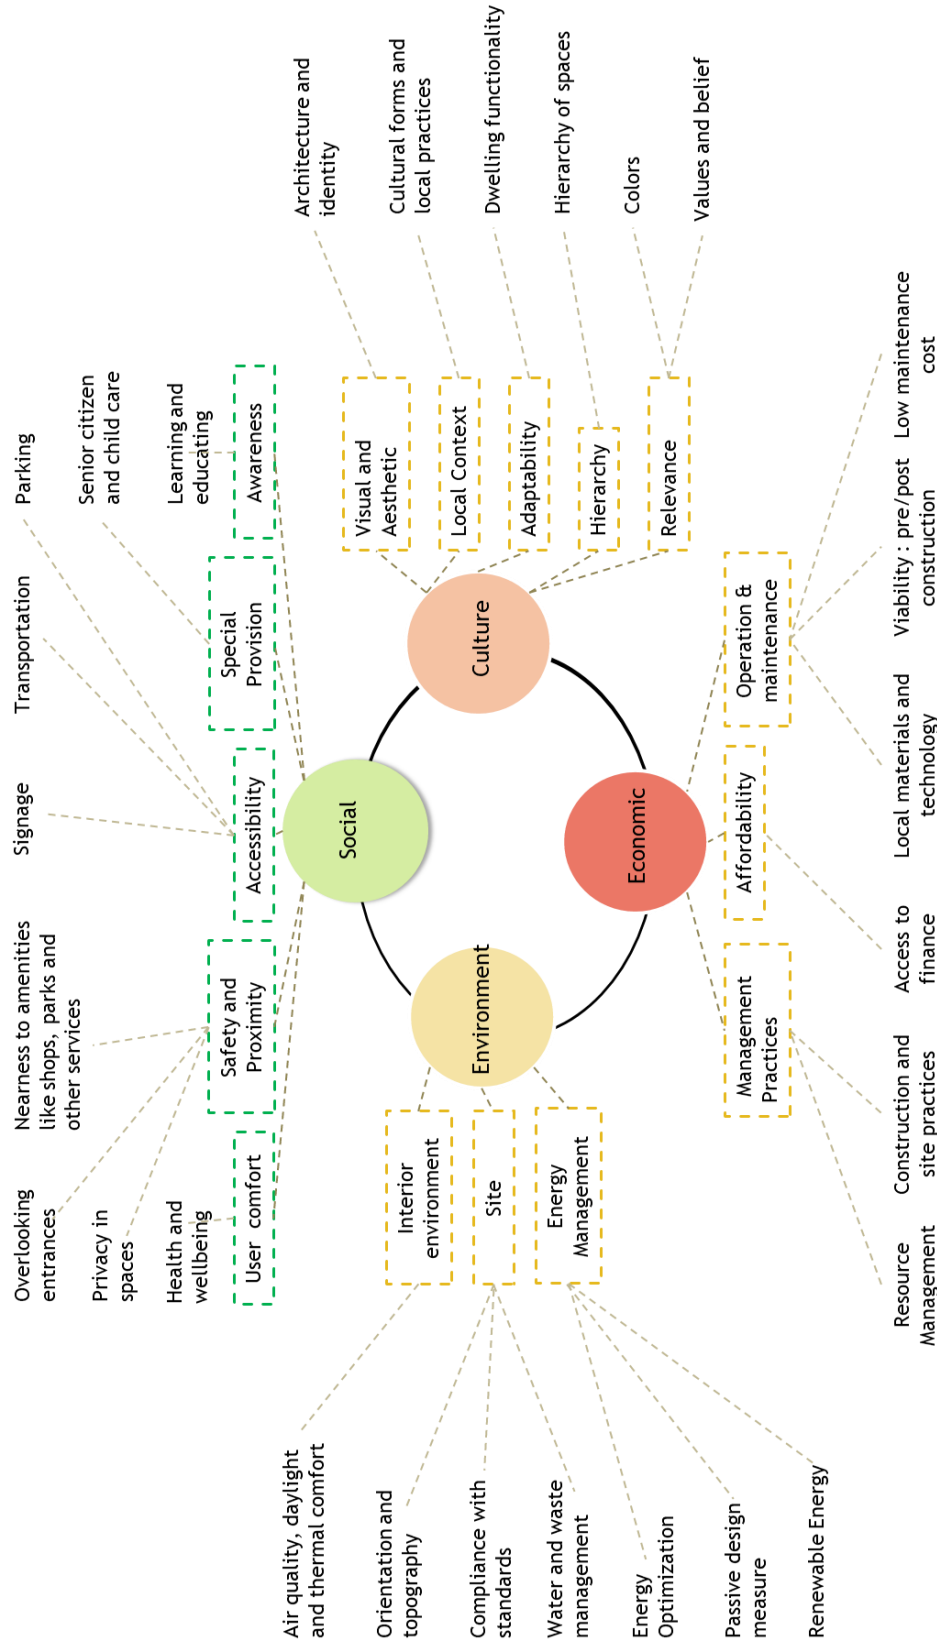 Overlooking
entrances
Nearness to amenities
like shops, parks and
other services
Signage
Transportation
Parking
Privacy in
spaces
Senior citizen
and child care
Health and
wellbeing
Learning and
educating
User comfort
Safety and
Proximity
Accessibility
Special
Provision
Awareness
Social
Air quality, daylight
and thermal comfort
Orientation and
topography
Compliance with
standards
Water and waste
management
Energy
Optimization
Passive design
measure
Renewable Energy
Interior
environment
Site
Energy
Management
Environment
Culture
Visual and
Aesthetic
Local Context
Adaptability
Hierarchy
Relevance
Architecture and
identity
Cultural forms and
local practices
Dwelling functionality
Hierarchy of spaces
Colors
Values and belief
Economic
Management
Practices
Affordability
Operation &
maintenance
Resource
Management
Construction and
site practices
Access to
finance
Local materials and
technology
Viability : pre/post
construction
Low maintenance
cost